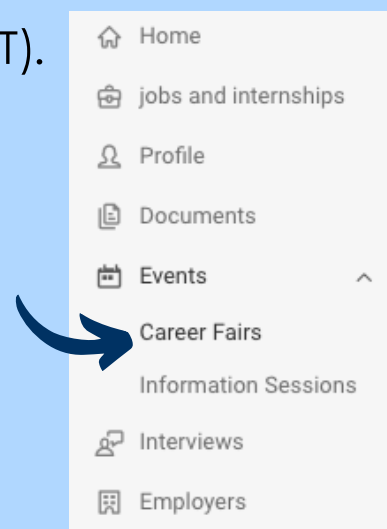 T).
Home
jobs and internships
Profile
Documents
Events
Career Fairs
Information Sessions
Interviews
Employers